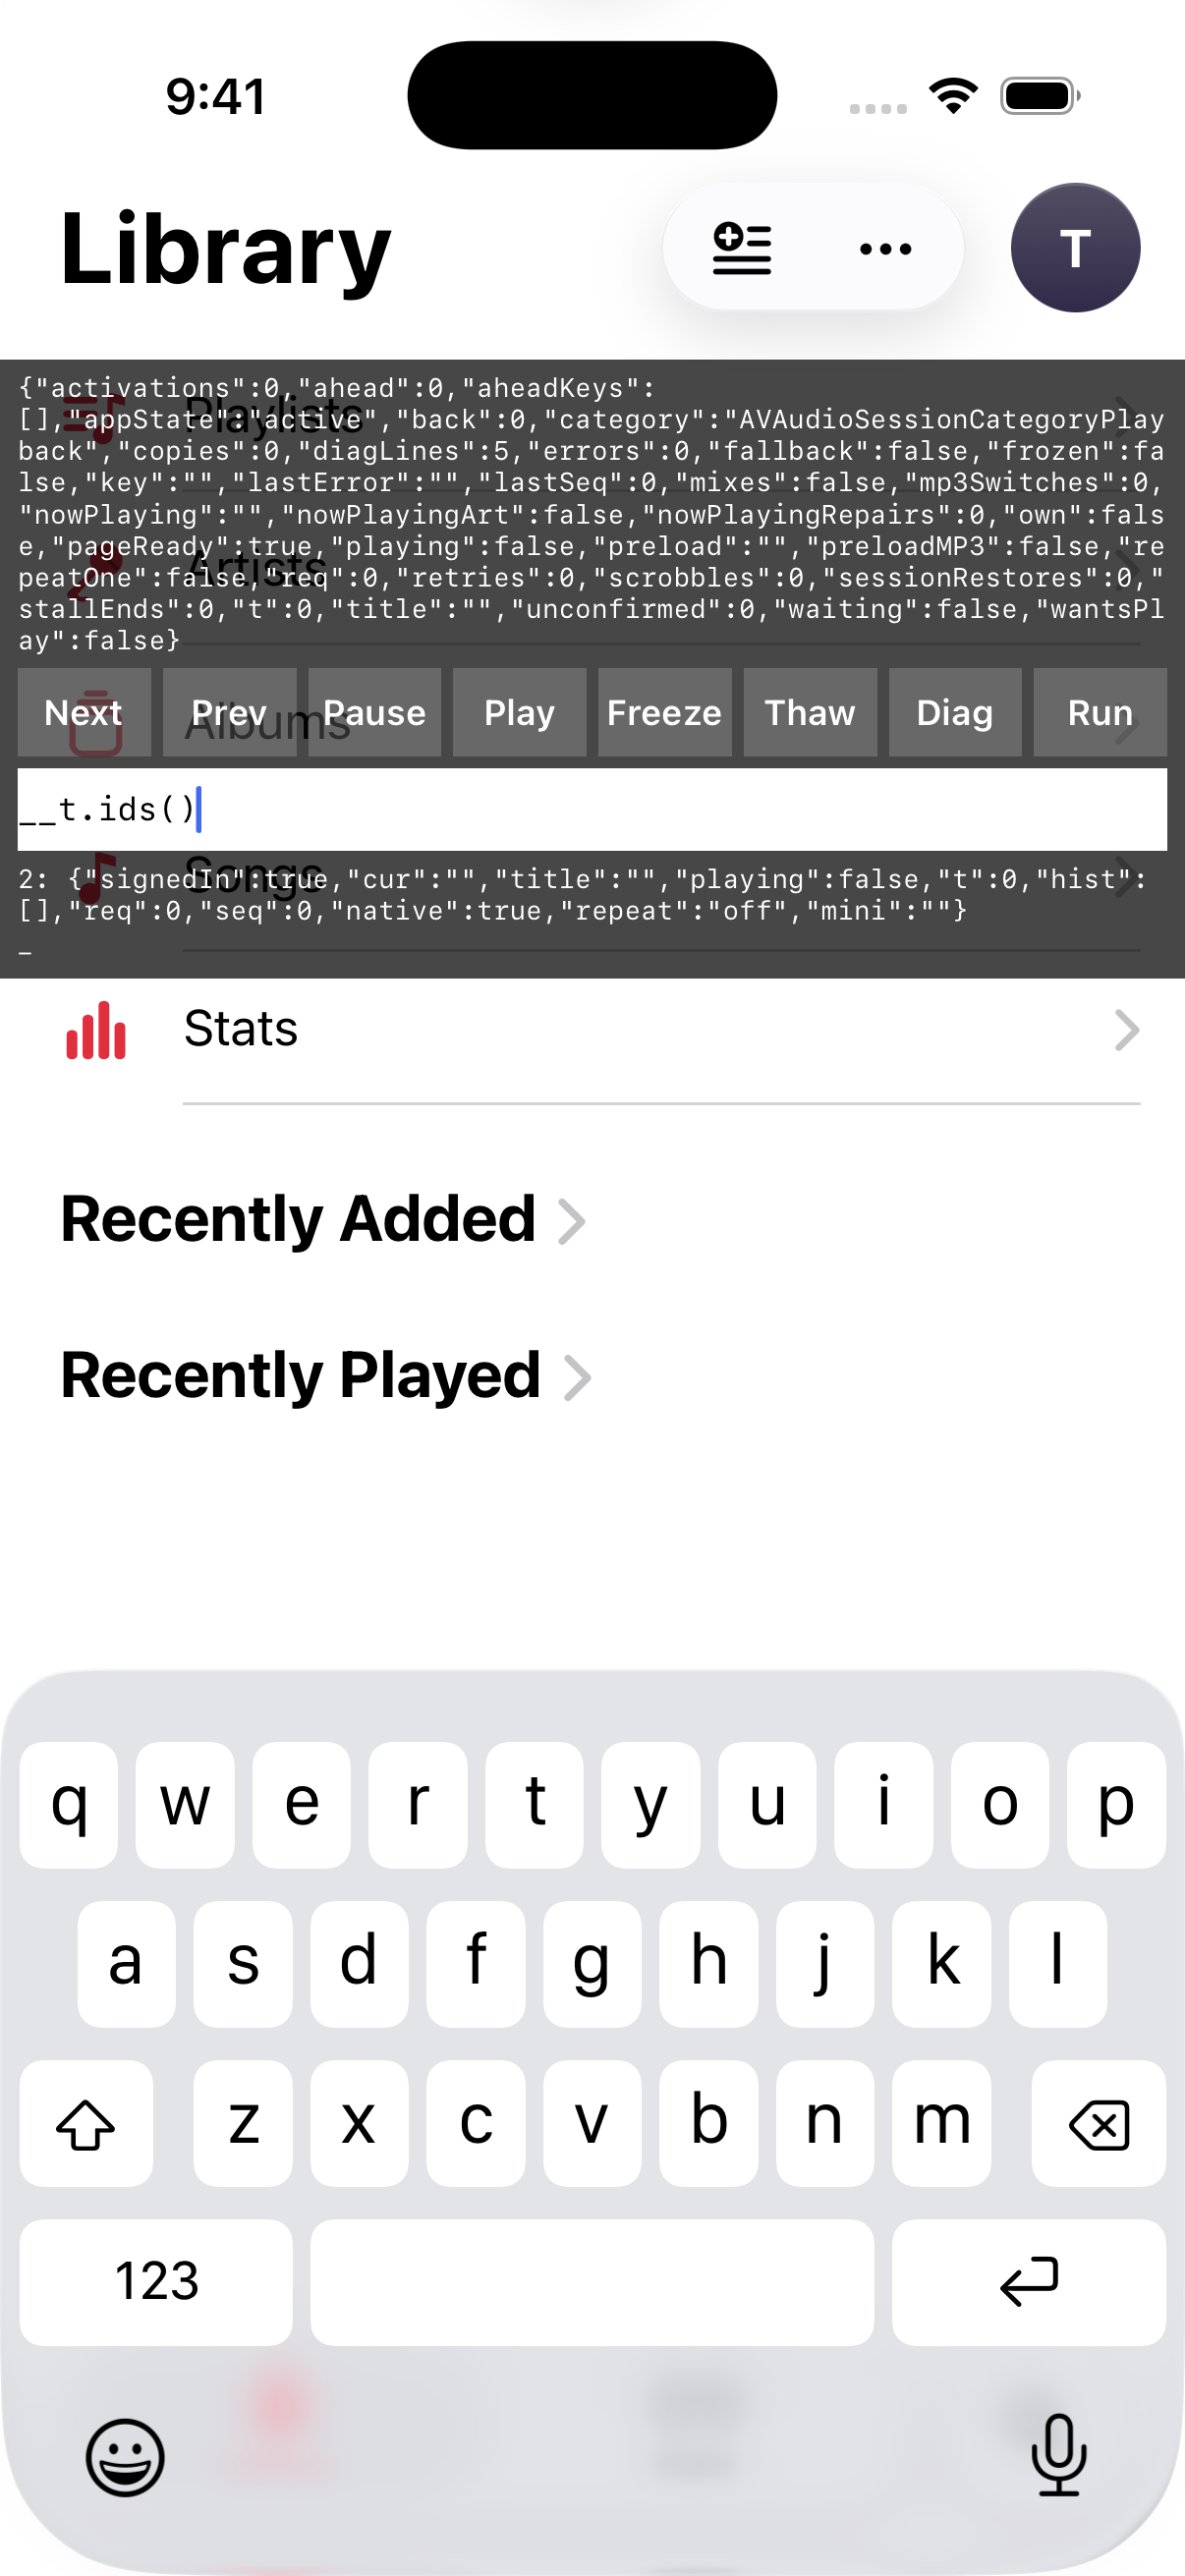 9:41
Library
T
{"activations":0,"ahead":0,"aheadKeys":
[],"appState":"active","back":0,"category":"AVAudioSessionCategoryPlay
back","copies":0,"diagLines":5,"errors":0,"fallback":false,"frozen":fa
lse,"key":"","lastError":"","lastSeq":0,"mixes":false,"mp3Switches":0,
"nowPlaying":"","nowPlayingArt":false,"nowPlayingRepairs":0,"own":fals
e,"pageReady":true,"playing":false,"preload":"","preloadMP3":false,"re
peatOne":false,"req":0,"retries":0,"scrobbles":0,"sessionRestores":0,"
stallEnds":0,"t":0,"title":"","unconfirmed":0,"waiting":false,"wantsPl
ay":false}
Playlists
Artists
Next Prev Pause Play Freeze Thaw Diag Run
Albums
__t.ids()
Songs
2: {"signedIn":true,"cur":"","title":"","playing":false,"t":0,"hist":
[],"req":0,"seq":0,"native":true,"repeat":"off","mini":""}
_
Stats
Recently Added
Recently Played
q w e r t y u i o p
a s d f g h j k l
z x c v b n m
123